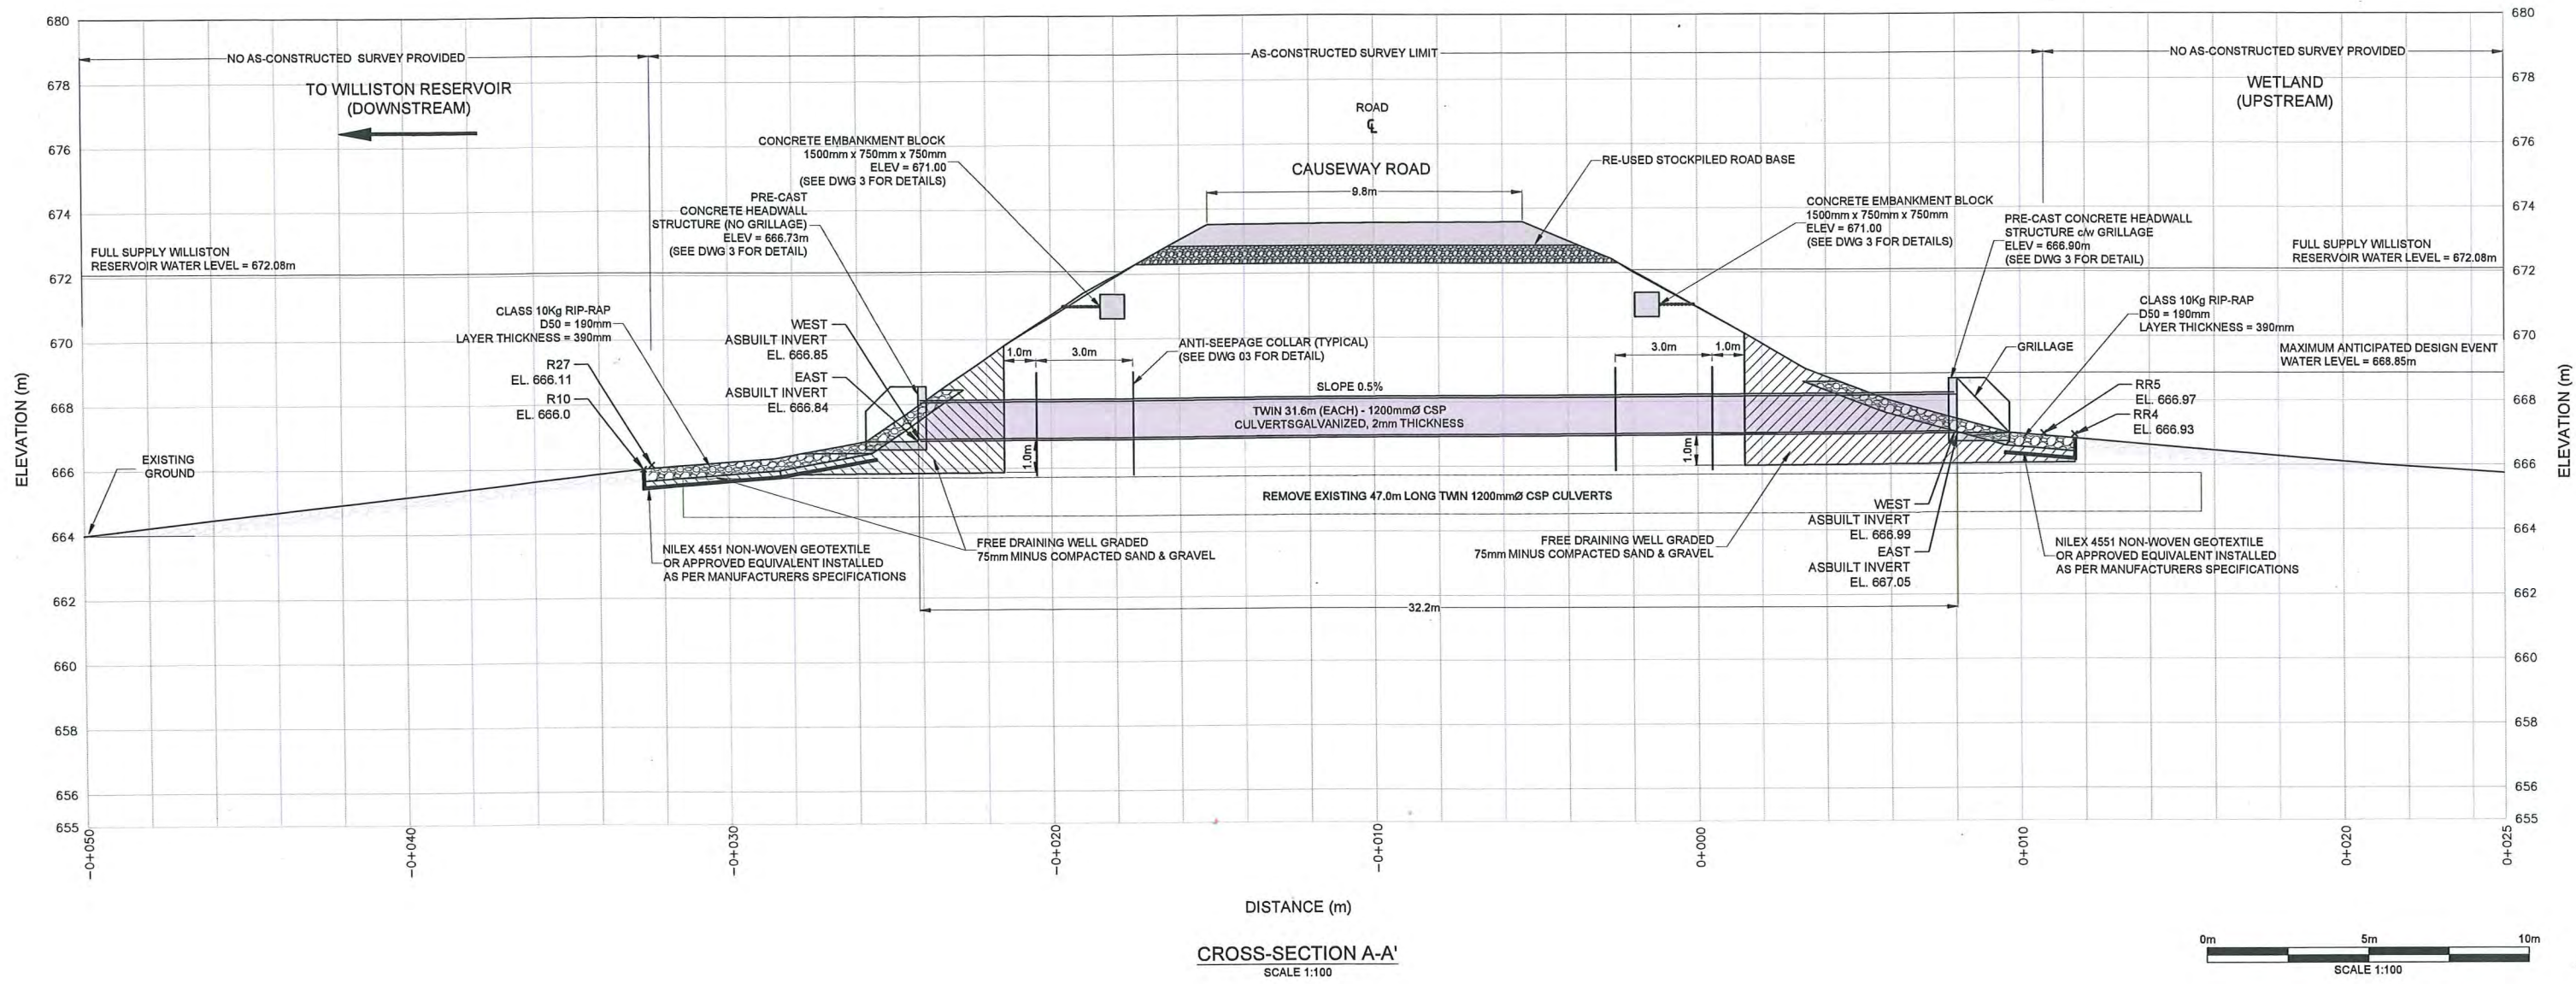 NO AS-CONSTRUCTED SURVEY PROVIDED
AS-CONSTRUCTED SURVEY LIMIT
NO AS-CONSTRUCTED SURVEY PROVIDED
TO WILLISTON RESERVOIR
(DOWNSTREAM)
WETLAND
(UPSTREAM)
ROAD
℄
CAUSEWAY ROAD
9.8m
CONCRETE EMBANKMENT BLOCK
1500mm x 750mm x 750mm
ELEV = 671.00
(SEE DWG 3 FOR DETAILS)
PRE-CAST
CONCRETE HEADWALL
STRUCTURE (NO GRILLAGE)
ELEV = 666.73m
(SEE DWG 3 FOR DETAIL)
RE-USED STOCKPILED ROAD BASE
CONCRETE EMBANKMENT BLOCK
1500mm x 750mm x 750mm
ELEV = 671.00
(SEE DWG 3 FOR DETAILS)
PRE-CAST CONCRETE HEADWALL
STRUCTURE c/w GRILLAGE
ELEV = 666.90m
(SEE DWG 3 FOR DETAIL)
FULL SUPPLY WILLISTON
RESERVOIR WATER LEVEL = 672.08m
FULL SUPPLY WILLISTON
RESERVOIR WATER LEVEL = 672.08m
CLASS 10Kg RIP-RAP
D50 = 190mm
LAYER THICKNESS = 390mm
CLASS 10Kg RIP-RAP
D50 = 190mm
LAYER THICKNESS = 390mm
WEST
ASBUILT INVERT
EL. 666.85
EAST
ASBUILT INVERT
EL. 666.84
R27
EL. 666.11
R10
EL. 666.0
1.0m
3.0m
ANTI-SEEPAGE COLLAR (TYPICAL)
(SEE DWG 03 FOR DETAIL)
3.0m
1.0m
GRILLAGE
MAXIMUM ANTICIPATED DESIGN EVENT
WATER LEVEL = 668.85m
RR5
EL. 666.97
RR4
EL. 666.93
SLOPE 0.5%
TWIN 31.6m (EACH) - 1200mmØ CSP
CULVERTSGALVANIZED, 2mm THICKNESS
1.0m
1.0m
EXISTING
GROUND
REMOVE EXISTING 47.0m LONG TWIN 1200mmØ CSP CULVERTS
WEST
ASBUILT INVERT
EL. 666.99
EAST
ASBUILT INVERT
EL. 667.05
NILEX 4551 NON-WOVEN GEOTEXTILE
OR APPROVED EQUIVALENT INSTALLED
AS PER MANUFACTURERS SPECIFICATIONS
FREE DRAINING WELL GRADED
75mm MINUS COMPACTED SAND & GRAVEL
FREE DRAINING WELL GRADED
75mm MINUS COMPACTED SAND & GRAVEL
NILEX 4551 NON-WOVEN GEOTEXTILE
OR APPROVED EQUIVALENT INSTALLED
AS PER MANUFACTURERS SPECIFICATIONS
32.2m
ELEVATION (m)
680
678
676
674
672
670
668
666
664
662
660
658
656
655
ELEVATION (m)
680
678
676
674
672
670
668
666
664
662
660
658
656
655
-0+050
-0+040
-0+030
-0+020
-0+010
0+000
0+010
0+020
0+025
DISTANCE (m)
CROSS-SECTION A-A'
SCALE 1:100
0m
5m
10m
SCALE 1:100